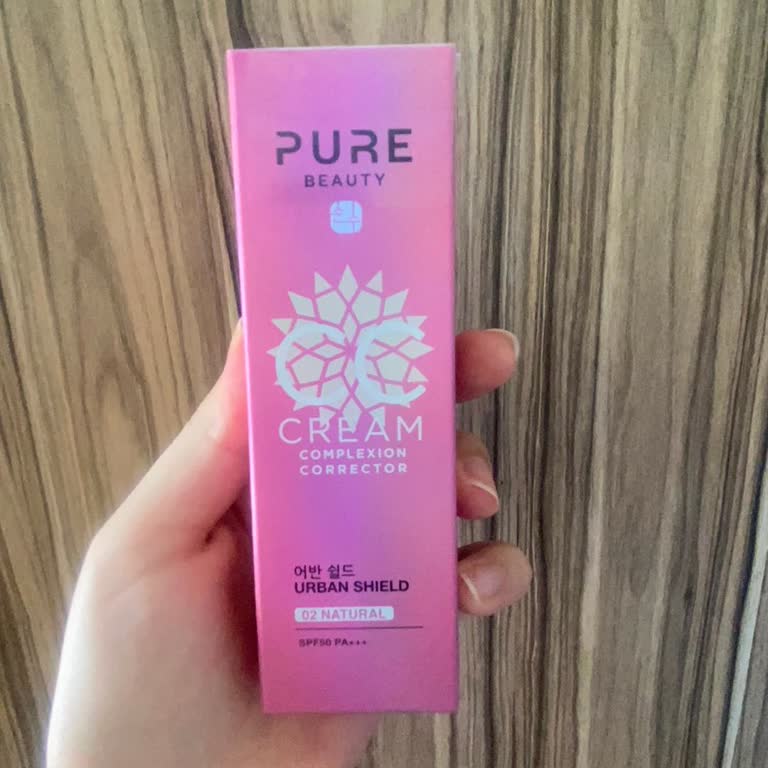 PURE
BEAUTY
CC
CREAM
COMPLEXION
CORRECTOR
어반 쉴드
URBAN SHIELD
02 NATURAL
SPF50 PA+++